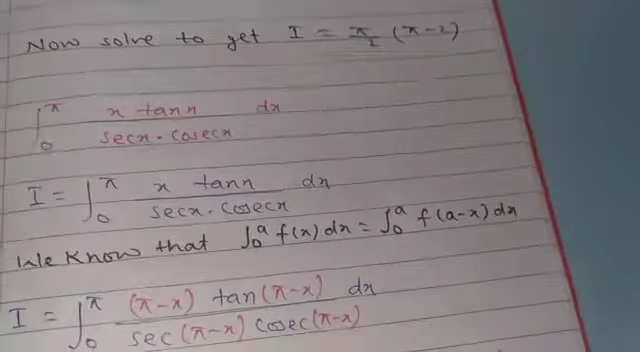 Now solve to get I = π/2 (π-2)
∫₀^π x tanx / secx · cosecx dx
I = ∫₀^π x tanx / secx · cosecx dx
We know that ∫₀^a f(x) dx = ∫₀^a f(a-x) dx
I = ∫₀^π (π-x) tan(π-x) / sec(π-x) cosec(π-x) dx